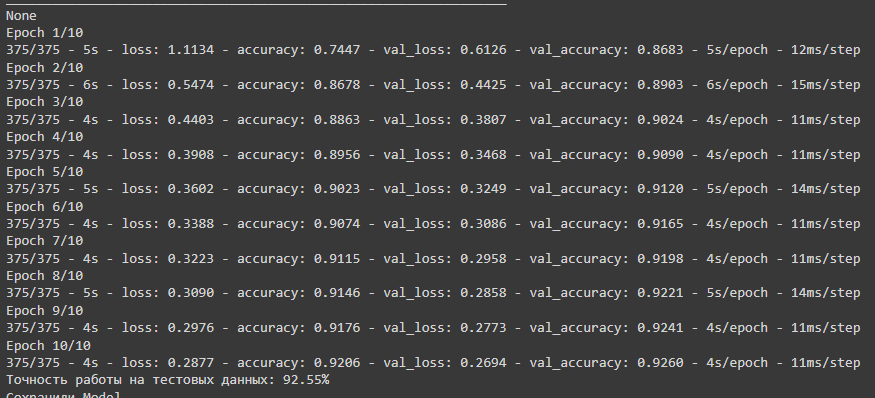 None
Epoch 1/10
375/375 - 5s - loss: 1.1134 - accuracy: 0.7447 - val_loss: 0.6126 - val_accuracy: 0.8683 - 5s/epoch - 12ms/step
Epoch 2/10
375/375 - 6s - loss: 0.5474 - accuracy: 0.8678 - val_loss: 0.4425 - val_accuracy: 0.8903 - 6s/epoch - 15ms/step
Epoch 3/10
375/375 - 4s - loss: 0.4403 - accuracy: 0.8863 - val_loss: 0.3807 - val_accuracy: 0.9024 - 4s/epoch - 11ms/step
Epoch 4/10
375/375 - 4s - loss: 0.3908 - accuracy: 0.8956 - val_loss: 0.3468 - val_accuracy: 0.9090 - 4s/epoch - 11ms/step
Epoch 5/10
375/375 - 5s - loss: 0.3602 - accuracy: 0.9023 - val_loss: 0.3249 - val_accuracy: 0.9120 - 5s/epoch - 14ms/step
Epoch 6/10
375/375 - 4s - loss: 0.3388 - accuracy: 0.9074 - val_loss: 0.3086 - val_accuracy: 0.9165 - 4s/epoch - 11ms/step
Epoch 7/10
375/375 - 4s - loss: 0.3223 - accuracy: 0.9115 - val_loss: 0.2958 - val_accuracy: 0.9198 - 4s/epoch - 11ms/step
Epoch 8/10
375/375 - 5s - loss: 0.3090 - accuracy: 0.9146 - val_loss: 0.2858 - val_accuracy: 0.9221 - 5s/epoch - 14ms/step
Epoch 9/10
375/375 - 4s - loss: 0.2976 - accuracy: 0.9176 - val_loss: 0.2773 - val_accuracy: 0.9241 - 4s/epoch - 11ms/step
Epoch 10/10
375/375 - 4s - loss: 0.2877 - accuracy: 0.9206 - val_loss: 0.2694 - val_accuracy: 0.9260 - 4s/epoch - 11ms/step
Точность работы на тестовых данных: 92.55%
Сохранили Model